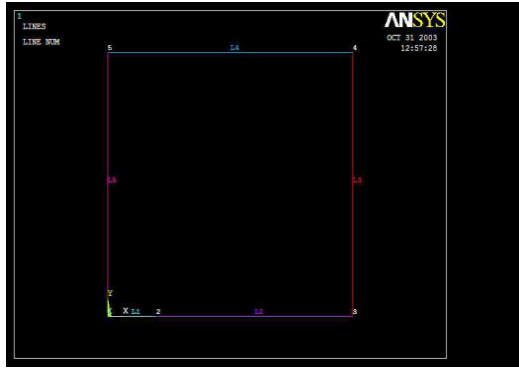 1
LINES
LINE NUM
ANSYS
OCT 31 2003
12:57:28
5
L4
4
L5
L3
Y
X
L1
2
L2
3